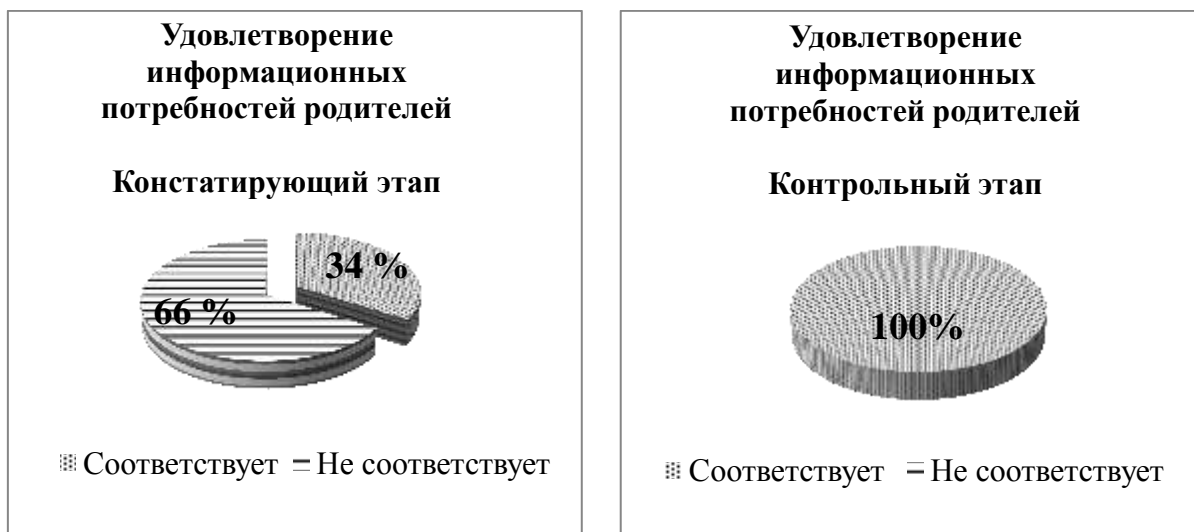 Удовлетворение
информационных
потребностей родителей
Констатирующий этап
34 %
66 %
Соответствует Не соответствует
Удовлетворение
информационных
потребностей родителей
Контрольный этап
100%
Соответствует Не соответствует